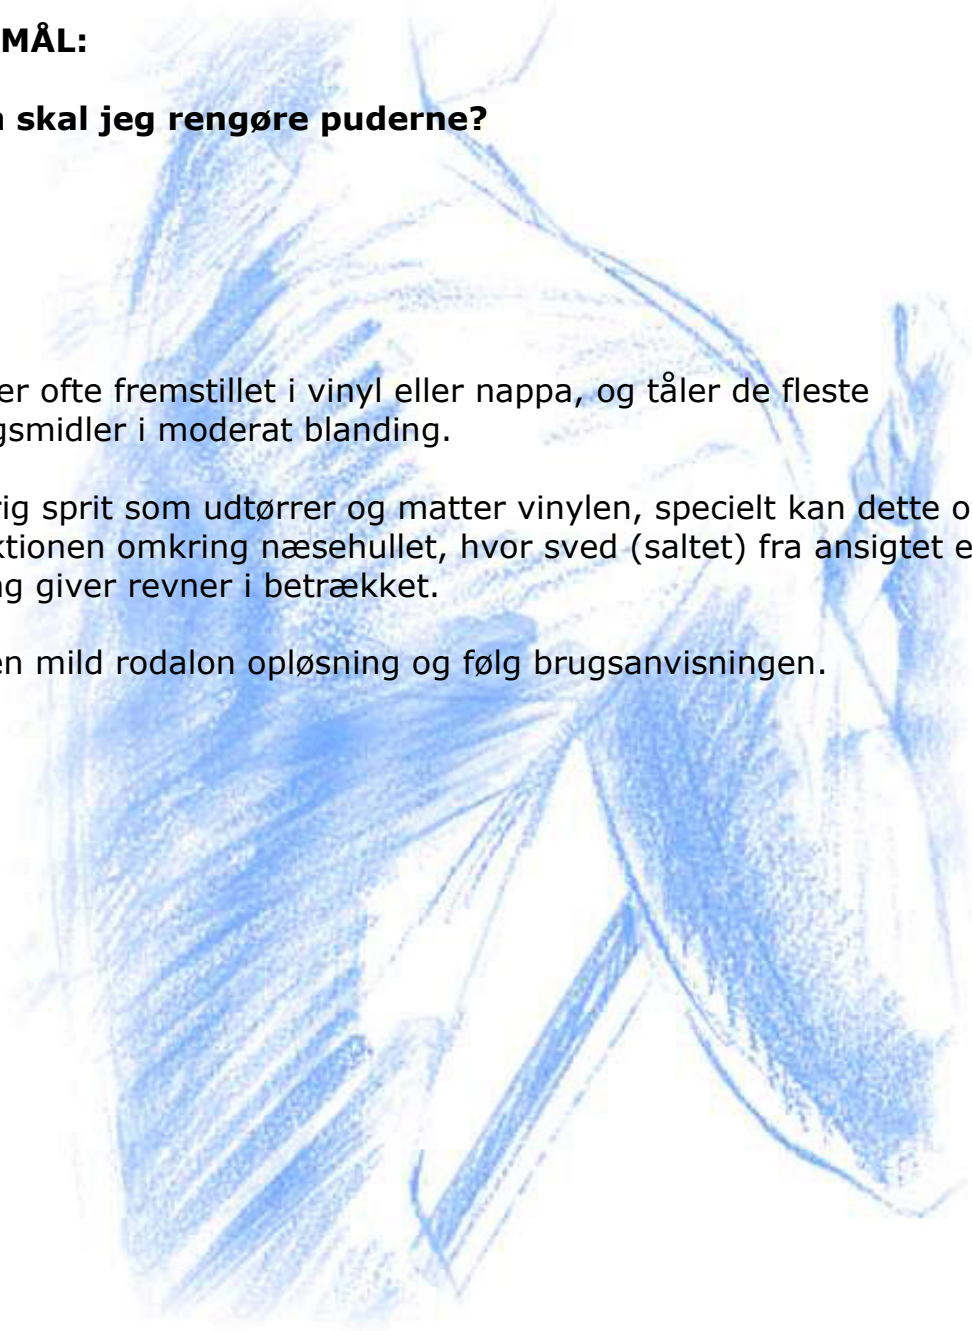 MÅL:
skal jeg rengøre puderne?
er ofte fremstillet i vinyl eller nappa, og tåler de fleste
gsmidler i moderat blanding.
rig sprit som udtørrer og matter vinylen, specielt kan dette o
ktionen omkring næsehullet, hvor sved (saltet) fra ansigtet e
ng giver revner i betrækket.
en mild rodalon opløsning og følg brugsanvisningen.